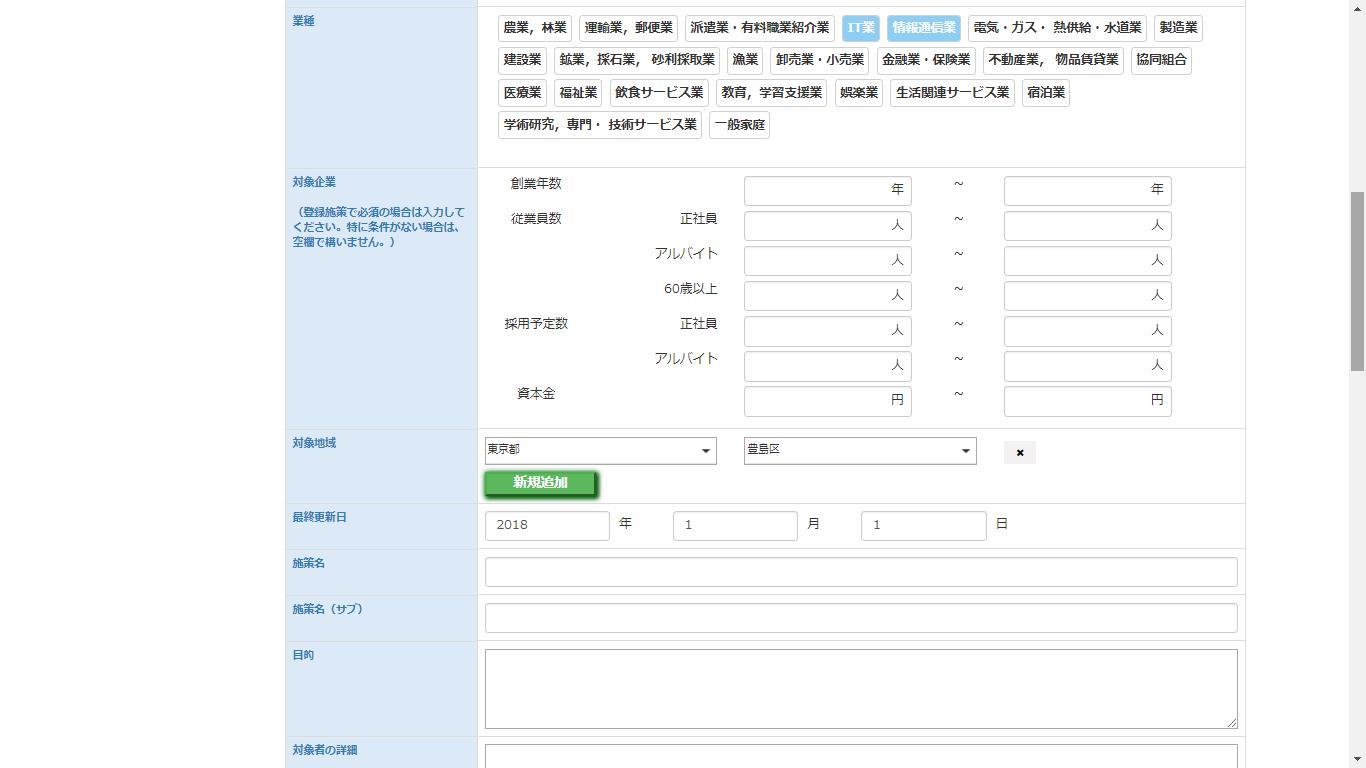 業種
農業，林業 運輸業，郵便業 派遣業・有料職業紹介業 IT業 情報通信業 電気・ガス・ 熱供給・水道業 製造業
建設業 鉱業，採石業， 砂利採取業 漁業 卸売業・小売業 金融業・保険業 不動産業， 物品賃貸業 協同組合
医療業 福祉業 飲食サービス業 教育，学習支援業 娯楽業 生活関連サービス業 宿泊業
学術研究，専門・ 技術サービス業 一般家庭
対象企業
（登録施策で必須の場合は入力して
ください。特に条件がない場合は、
空欄で構いません。）
創業年数 年 ~ 年
従業員数 正社員 人 ~ 人
アルバイト 人 ~ 人
60歳以上 人 ~ 人
採用予定数 正社員 人 ~ 人
アルバイト 人 ~ 人
資本金 円 ~ 円
対象地域 東京都 豊島区 ×
新規追加
最終更新日 2018 年 1 月 1 日
施策名
施策名（サブ）
目的
対象者の詳細